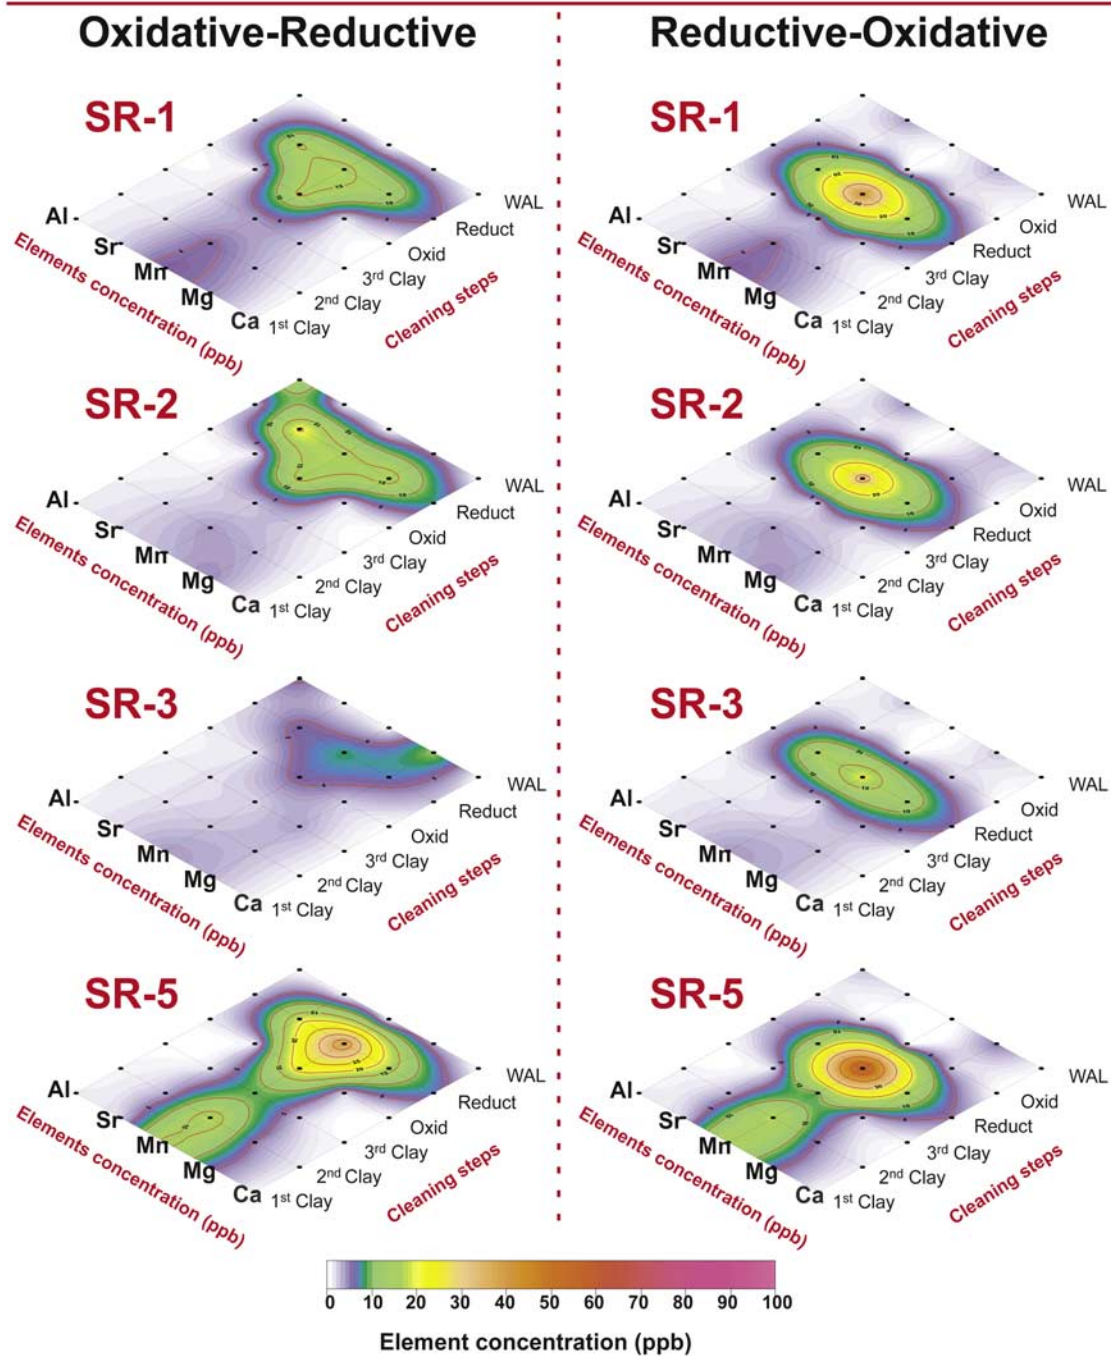 Oxidative-Reductive
Reductive-Oxidative
SR-1
Al
Sr
Mn
Mg
Ca
1st Clay
2nd Clay
3rd Clay
Oxid
Reduct
WAL
Elements concentration (ppb)
Cleaning steps
SR-1
Al
Sr
Mn
Mg
Ca
1st Clay
2nd Clay
3rd Clay
Reduct
Oxid
WAL
Elements concentration (ppb)
Cleaning steps
SR-2
Al
Sr
Mn
Mg
Ca
1st Clay
2nd Clay
3rd Clay
Oxid
Reduct
WAL
Elements concentration (ppb)
Cleaning steps
SR-2
Al
Sr
Mn
Mg
Ca
1st Clay
2nd Clay
3rd Clay
Reduct
Oxid
WAL
Elements concentration (ppb)
Cleaning steps
SR-3
Al
Sr
Mn
Mg
Ca
1st Clay
2nd Clay
3rd Clay
Oxid
Reduct
WAL
Elements concentration (ppb)
Cleaning steps
SR-3
Al
Sr
Mn
Mg
Ca
1st Clay
2nd Clay
3rd Clay
Reduct
Oxid
WAL
Elements concentration (ppb)
Cleaning steps
SR-5
Al
Sr
Mn
Mg
Ca
1st Clay
2nd Clay
3rd Clay
Oxid
Reduct
WAL
Elements concentration (ppb)
Cleaning steps
SR-5
Al
Sr
Mn
Mg
Ca
1st Clay
2nd Clay
3rd Clay
Reduct
Oxid
WAL
Elements concentration (ppb)
Cleaning steps
0 10 20 30 40 50 60 70 80 90 100
Element concentration (ppb)